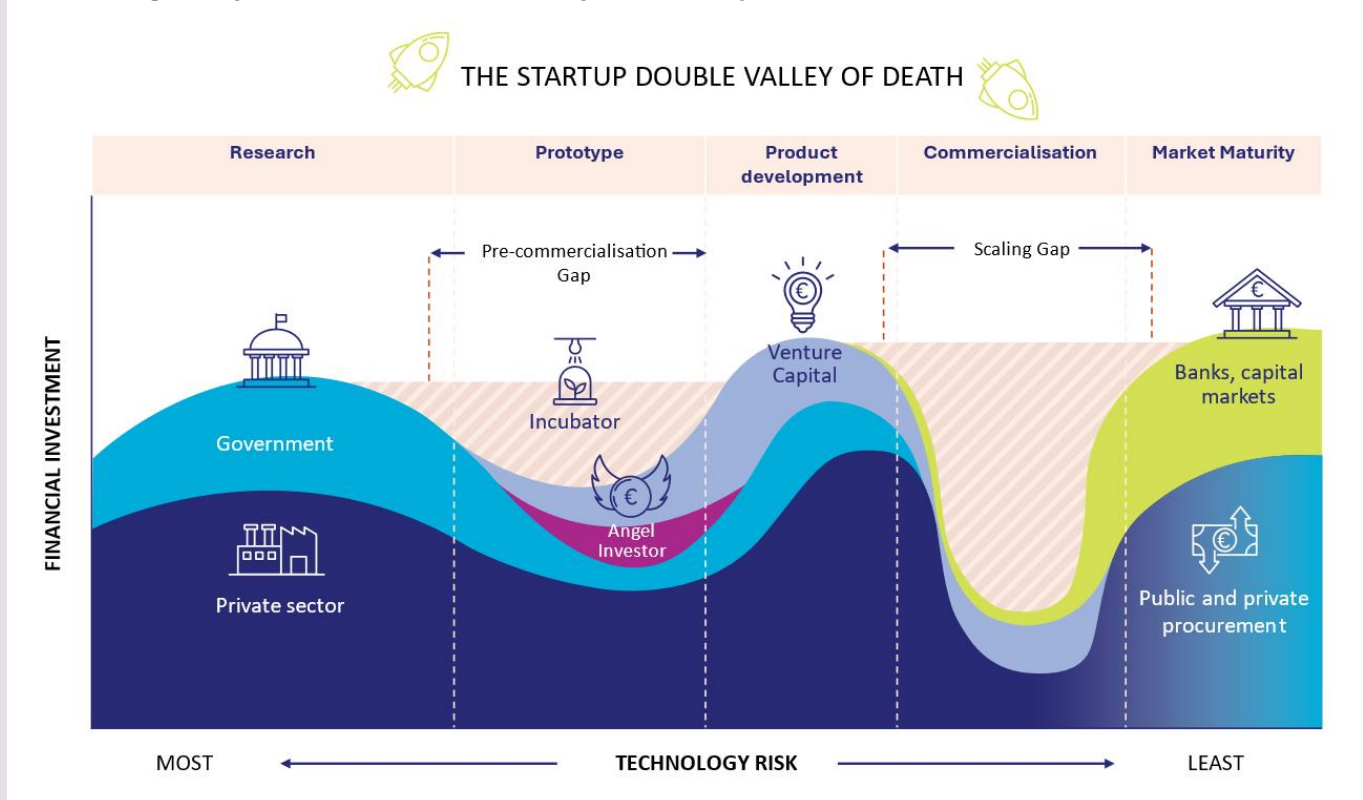 THE STARTUP DOUBLE VALLEY OF DEATH
Research
Prototype
Product
development
Commercialisation
Market Maturity
Pre-commercialisation
Gap
Scaling Gap
€
€
Venture
Capital
Banks, capital
markets
Incubator
Government
€
Angel
Investor
€
Private sector
Public and private
procurement
FINANCIAL INVESTMENT
MOST
TECHNOLOGY RISK
LEAST